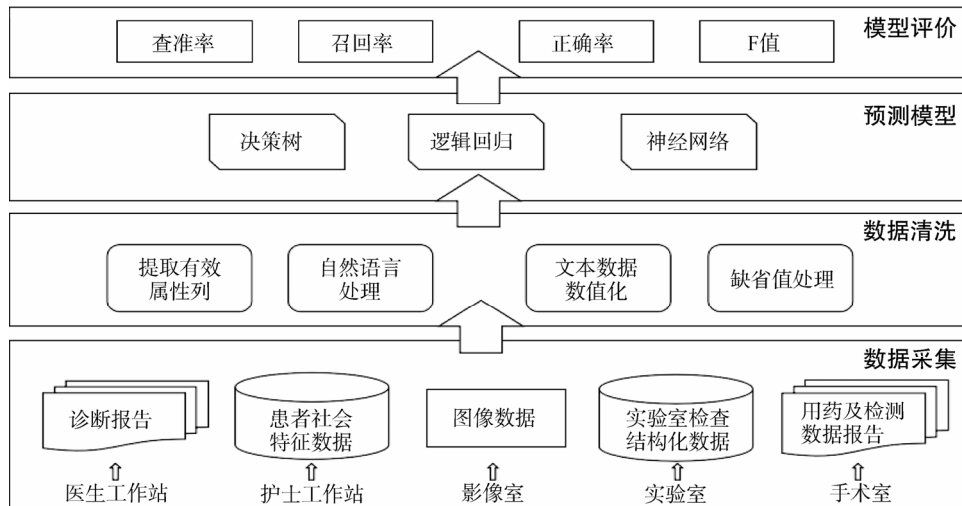 模型评价
查准率
召回率
正确率
F值
预测模型
决策树
逻辑回归
神经网络
数据清洗
提取有效
属性列
自然语言
处理
文本数据
数值化
缺省值处理
数据采集
诊断报告
患者社会
特征数据
图像数据
实验室检查
结构化数据
用药及检测
数据报告
医生工作站
护士工作站
影像室
实验室
手术室